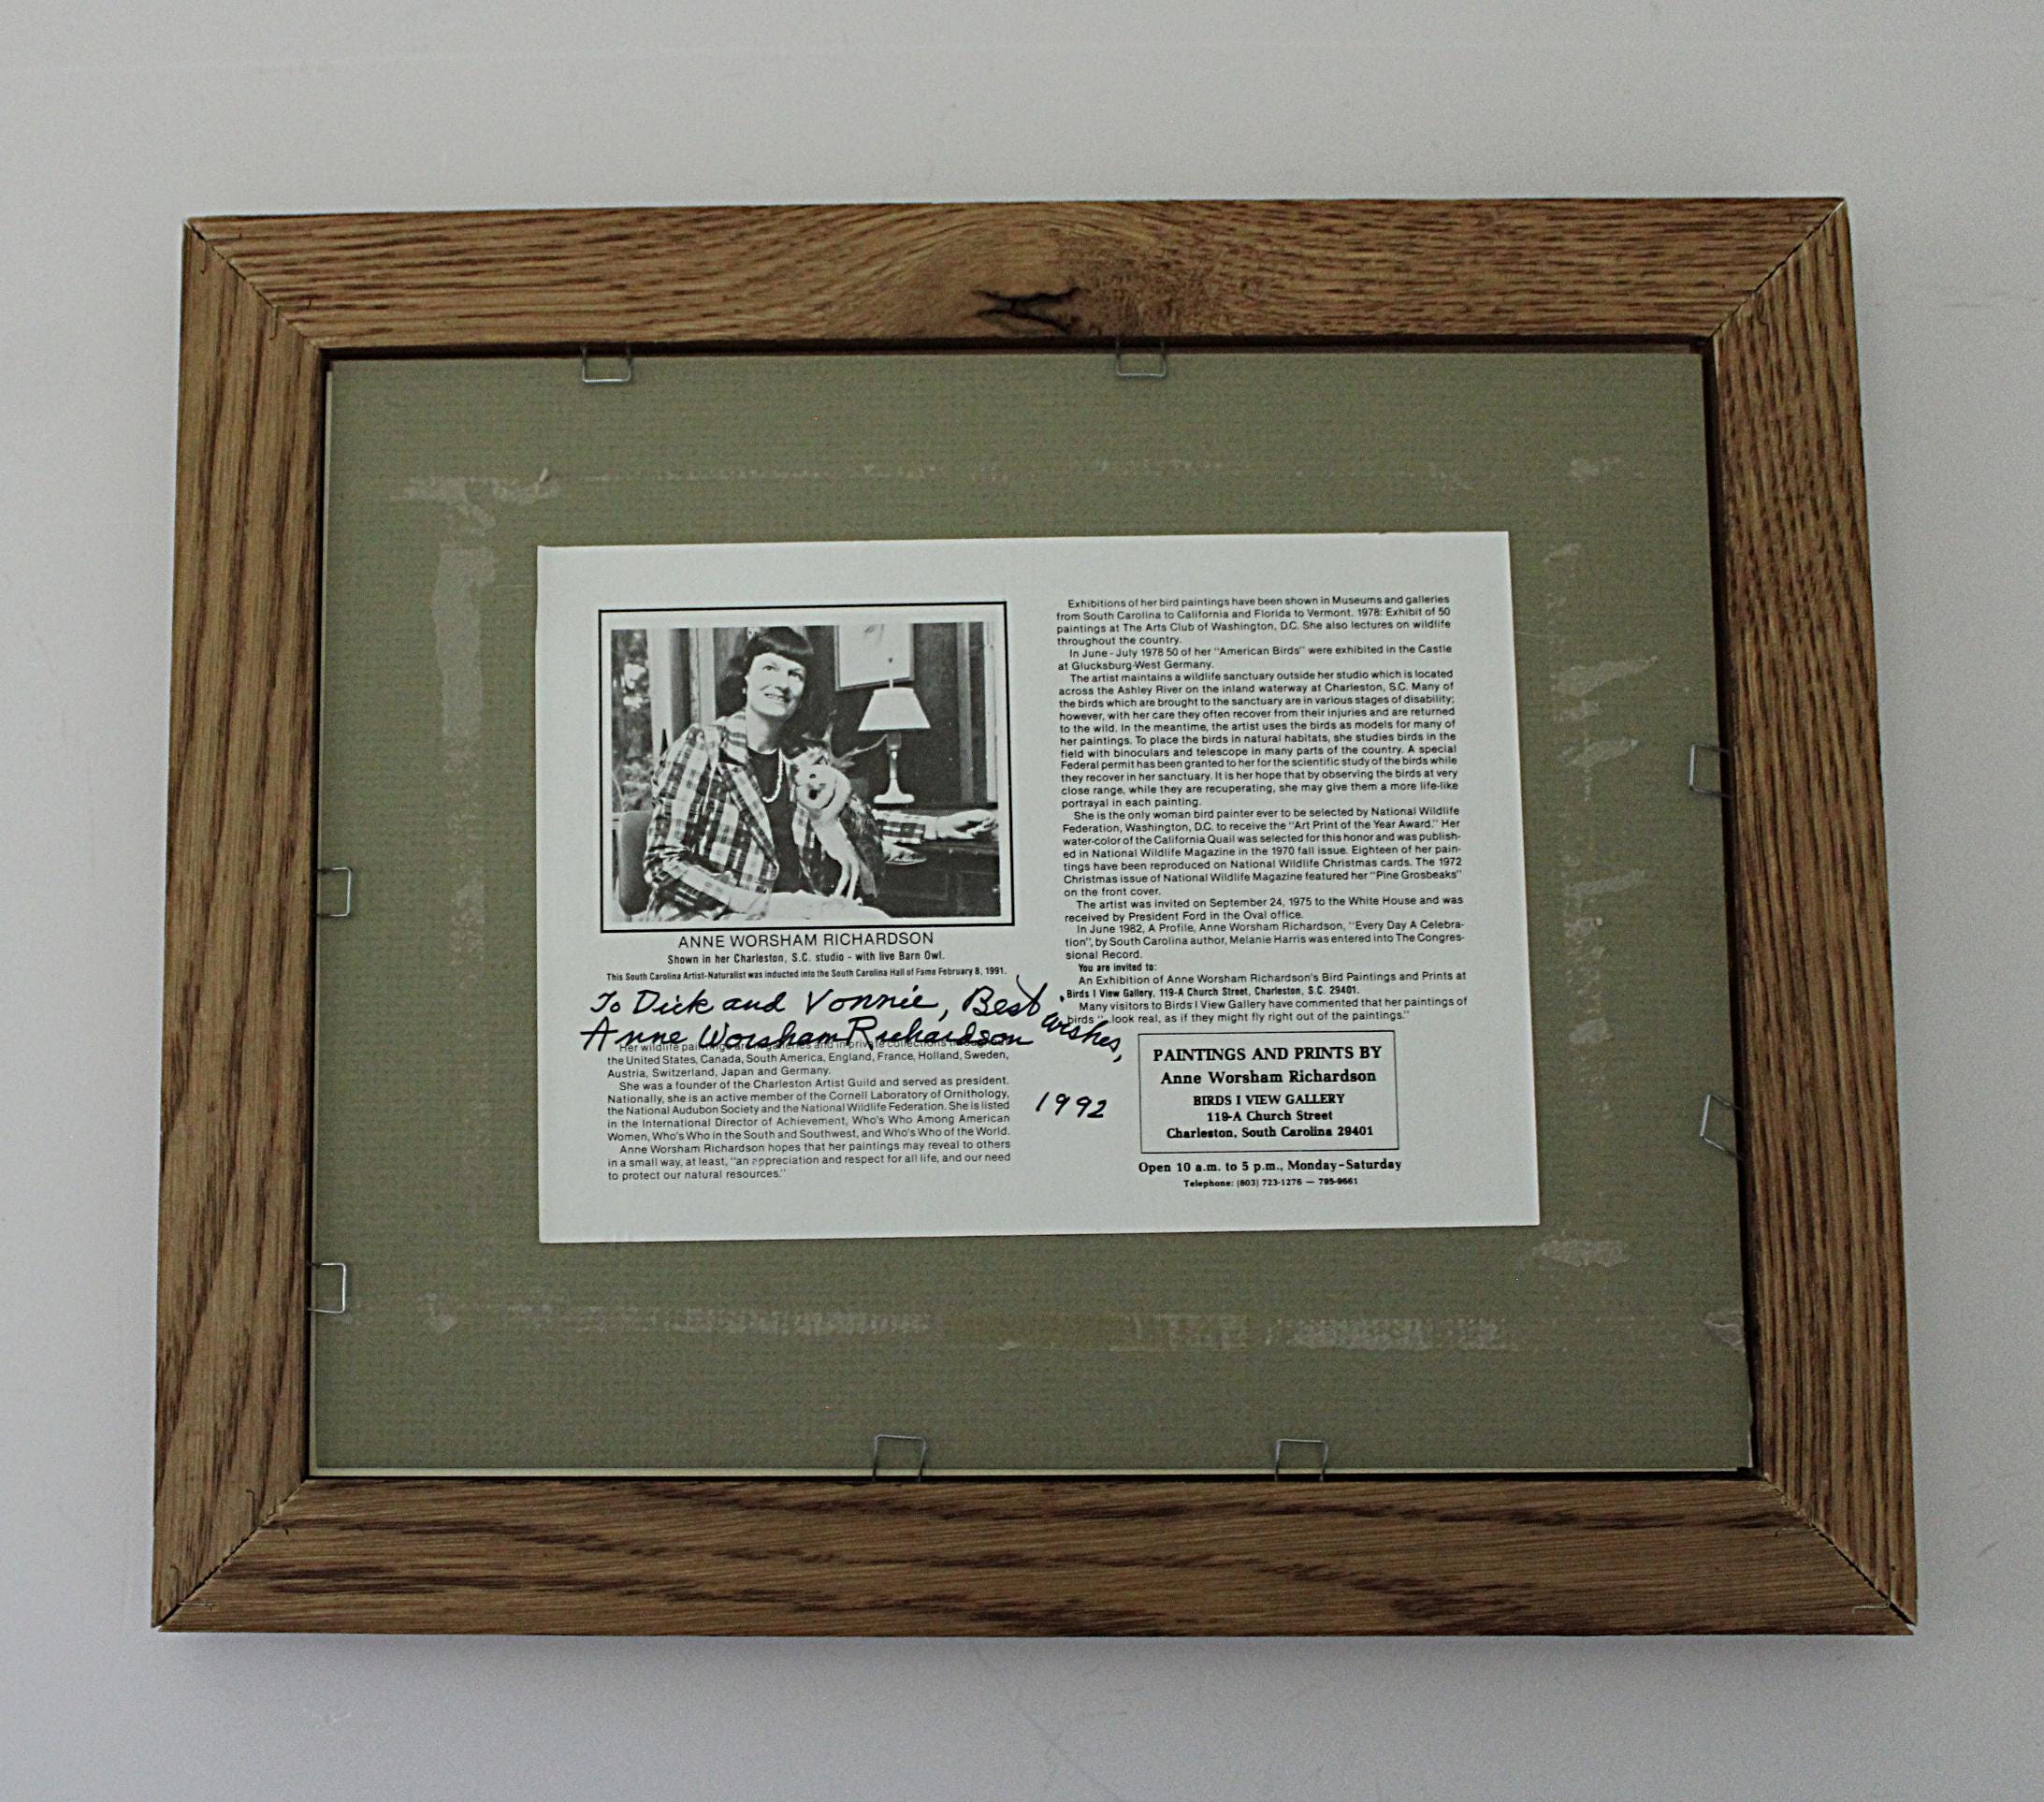 ANNE WORSHAM RICHARDSON
Shown in her Charleston, S.C. studio - with live Barn Owl.
This South Carolina Artist-Naturalist was inducted into the South Carolina Hall of Fame February 8, 1991.
To Dick and Vonnie, Best wishes,
Anne Worsham Richardson
1992
Her wildlife paintings are in galleries and in private collections
the United States, Canada, South America, England, France, Holland, Sweden,
Austria, Switzerland, Japan and Germany.
She was a founder of the Charleston Artist Guild and served as president.
Nationally, she is an active member of the Cornell Laboratory of Ornithology,
the National Audubon Society and the National Wildlife Federation. She is listed
in the International Director of Achievement, Who's Who Among American
Women, Who's Who in the South and Southwest, and Who's Who of the World.
Anne Worsham Richardson hopes that her paintings may reveal to others
in a small way, at least, "an appreciation and respect for all life, and our need
to protect our natural resources."
Exhibitions of her bird paintings have been shown in Museums and galleries
from South Carolina to California and Florida to Vermont. 1978: Exhibit of 50
paintings at The Arts Club of Washington, D.C. She also lectures on wildlife
throughout the country.
In June - July 1978 50 of her "American Birds" were exhibited in the Castle
at Glucksburg-West Germany.
The artist maintains a wildlife sanctuary outside her studio which is located
across the Ashley River on the inland waterway at Charleston, S.C. Many of
the birds which are brought to the sanctuary are in various stages of disability;
however, with her care they often recover from their injuries and are returned
to the wild. In the meantime, the artist uses the birds as models for many of
her paintings. To place the birds in natural habitats, she studies birds in the
field with binoculars and telescope in many parts of the country. A special
Federal permit has been granted to her for the scientific study of the birds while
they recover in her sanctuary. It is her hope that by observing the birds at very
close range, while they are recuperating, she may give them a more life-like
portrayal in each painting.
She is the only woman bird painter ever to be selected by National Wildlife
Federation, Washington, D.C. to receive the "Art Print of the Year Award." Her
water-color of the California Quail was selected for this honor and was publish-
ed in National Wildlife Magazine in the 1970 fall issue. Eighteen of her pain-
tings have been reproduced on National Wildlife Christmas cards. The 1972
Christmas issue of National Wildlife Magazine featured her "Pine Grosbeaks"
on the front cover.
The artist was invited on September 24, 1975 to the White House and was
received by President Ford in the Oval office.
In June 1982, A Profile, Anne Worsham Richardson, "Every Day A Celebra-
tion", by South Carolina author, Melanie Harris was entered into The Congres-
sional Record.
You are invited to:
An Exhibition of Anne Worsham Richardson's Bird Paintings and Prints at
Birds I View Gallery, 119-A Church Street, Charleston, S.C. 29401.
Many visitors to Birds I View Gallery have commented that her paintings of
birds "look real, as if they might fly right out of the paintings."
PAINTINGS AND PRINTS BY
Anne Worsham Richardson
BIRDS I VIEW GALLERY
119-A Church Street
Charleston, South Carolina 29401
Open 10 a.m. to 5 p.m., Monday-Saturday
Telephone: (803) 723-1276 — 795-9661